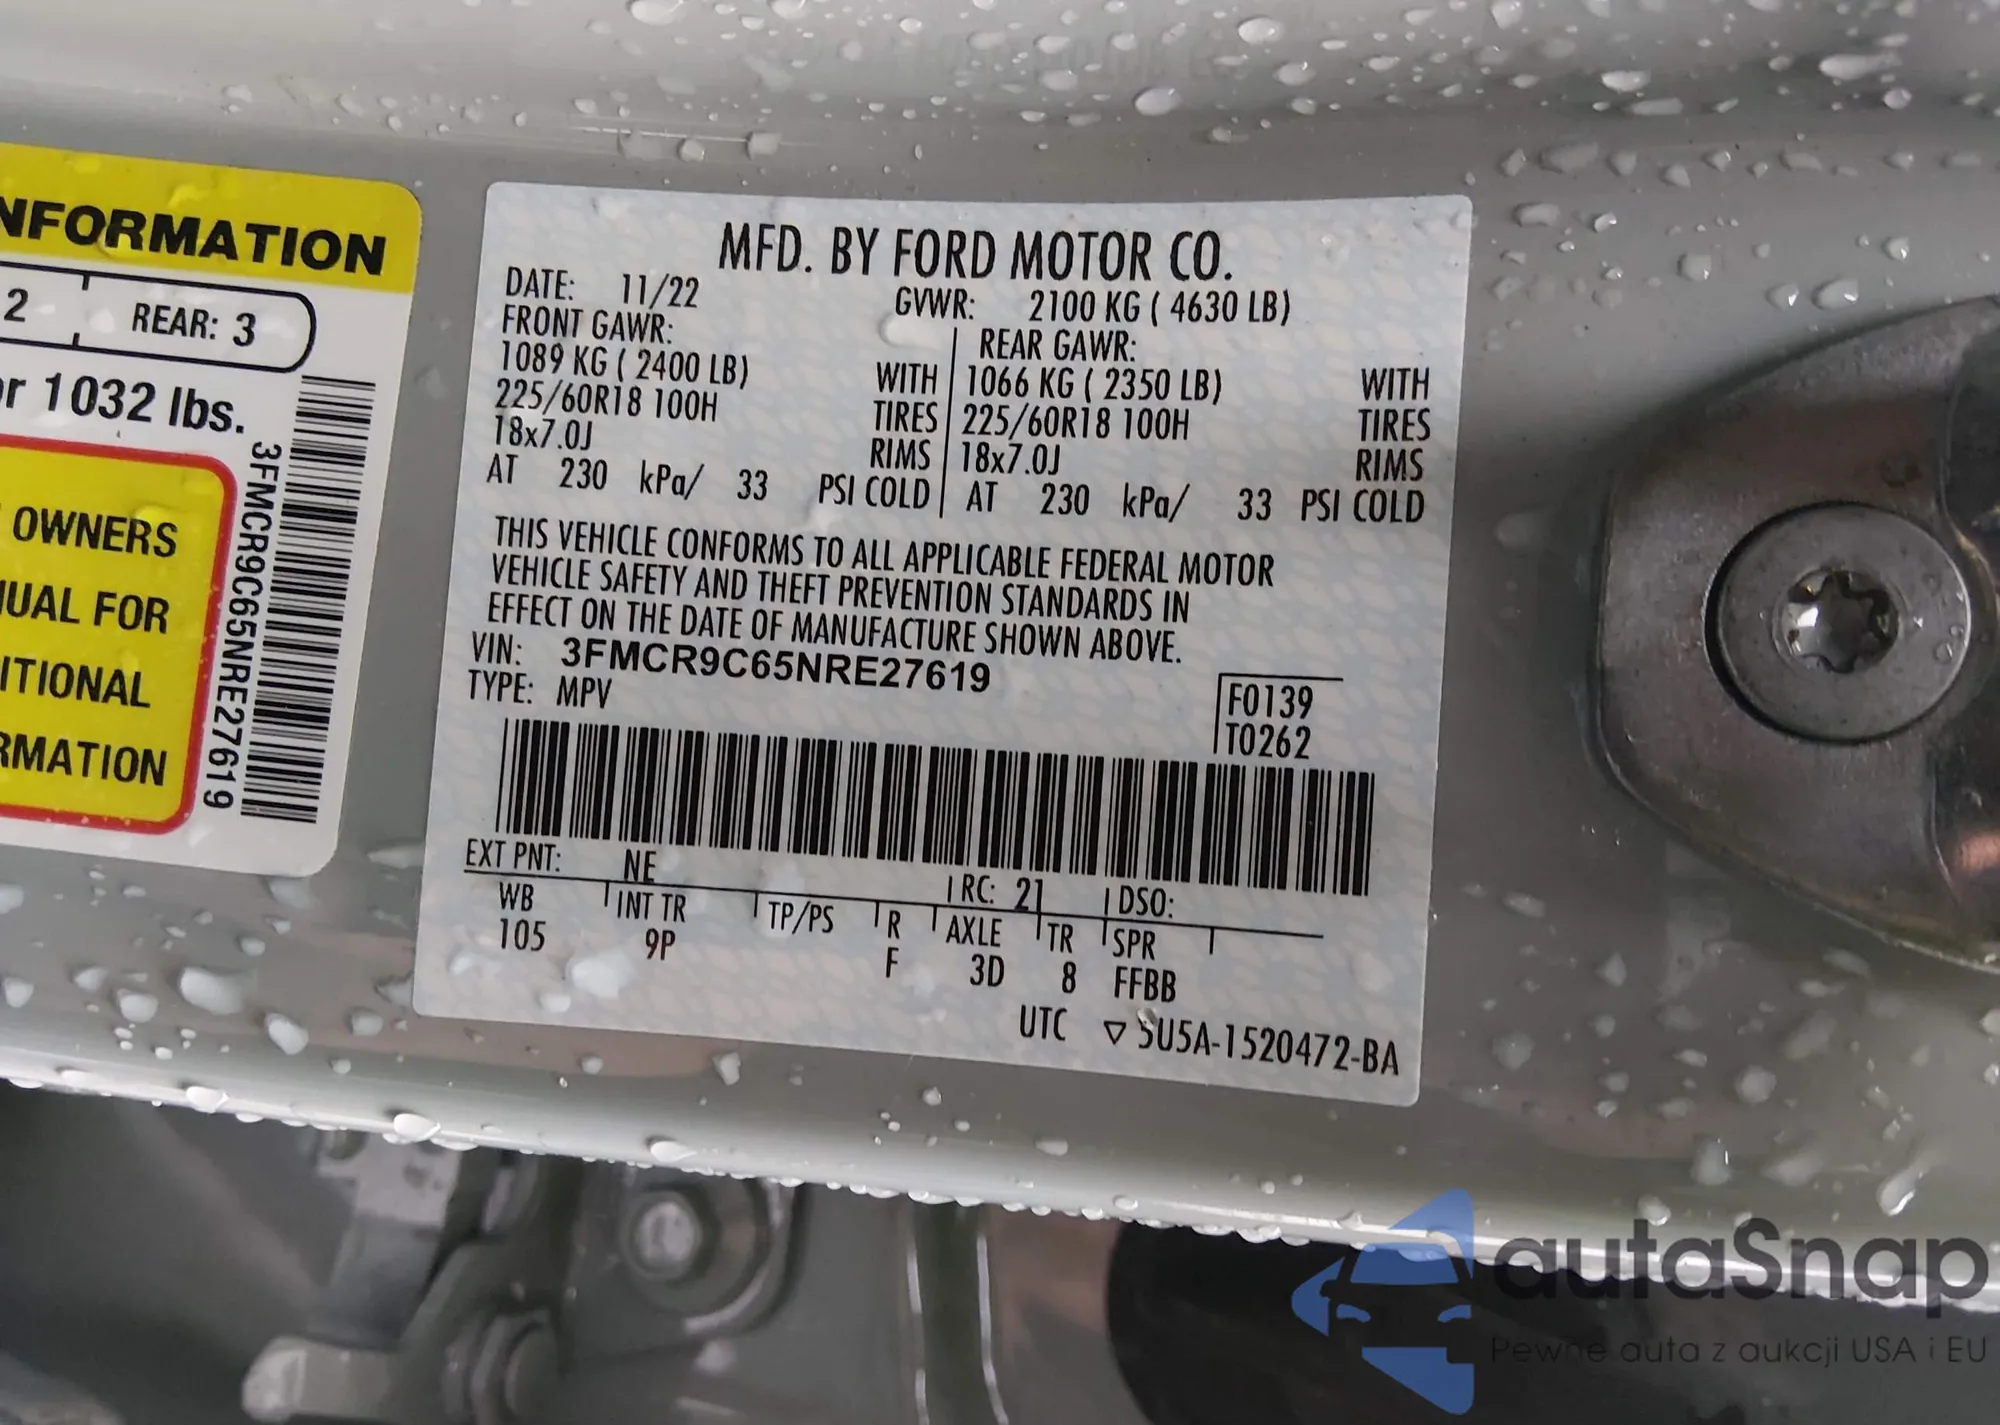 NFORMATION
2 REAR: 3
r 1032 lbs.
OWNERS
UAL FOR
ITIONAL
RMATION
3FMCR9C65NRE27619
MFD. BY FORD MOTOR CO.
DATE: 11/22 GVWR: 2100 KG ( 4630 LB)
FRONT GAWR: REAR GAWR:
1089 KG ( 2400 LB) WITH 1066 KG ( 2350 LB) WITH
225/60R18 100H TIRES 225/60R18 100H TIRES
18x7.0J RIMS 18x7.0J RIMS
AT 230 kPa/ 33 PSI COLD AT 230 kPa/ 33 PSI COLD
THIS VEHICLE CONFORMS TO ALL APPLICABLE FEDERAL MOTOR
VEHICLE SAFETY AND THEFT PREVENTION STANDARDS IN
EFFECT ON THE DATE OF MANUFACTURE SHOWN ABOVE.
VIN: 3FMCR9C65NRE27619
TYPE: MPV
F0139
T0262
EXT PNT: NE RC: 21 DSO:
WB INT TR TP/PS R AXLE TR SPR
105 9P F 3D 8 FFBB
UTC ▽ 5U5A-1520472-BA
autaSnap
Pewne auta z aukcji USA i EU